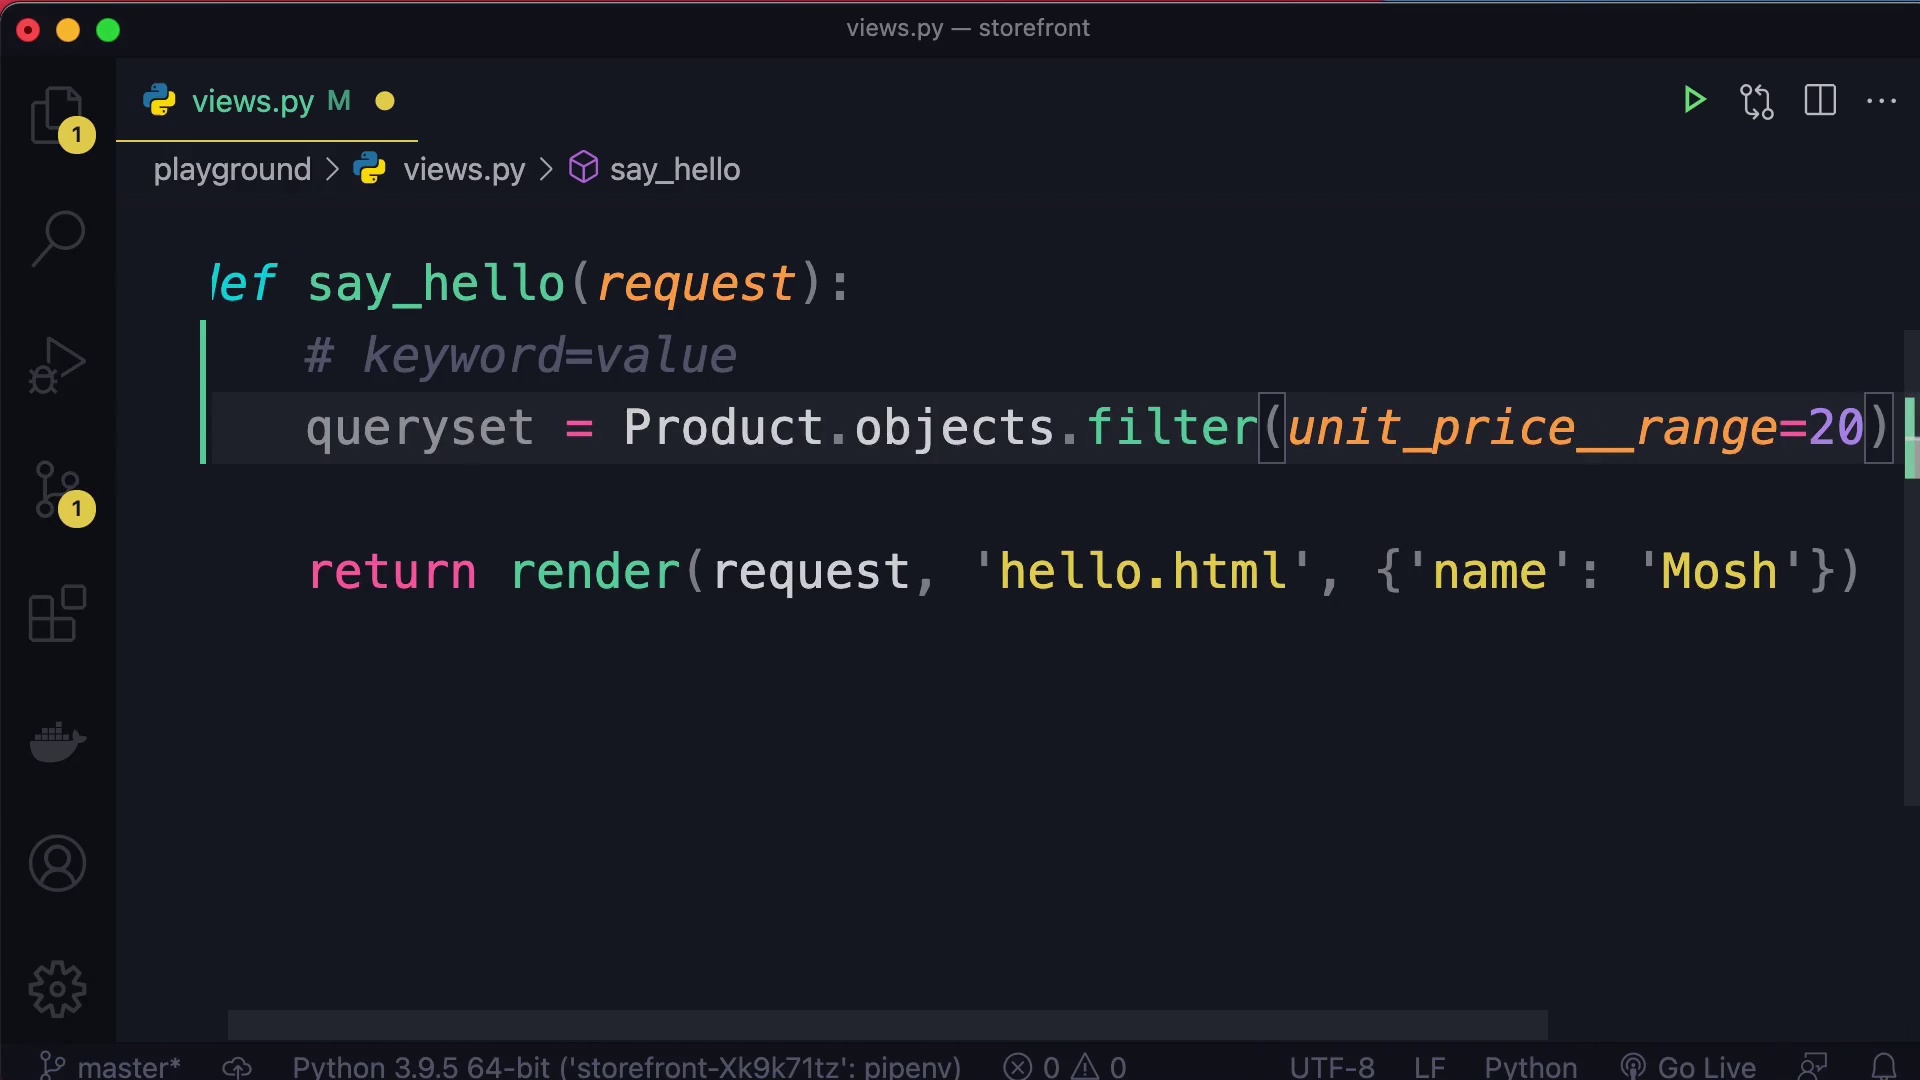 views.py — storefront
views.py M
playground > views.py > say_hello
def say_hello(request):
# keyword=value
queryset = Product.objects.filter(unit_price__range=20)
return render(request, 'hello.html', {'name': 'Mosh'})
1
1
master* Python 3.9.5 64-bit ('storefront-Xk9k71tz': pipenv) 0 0 UTF-8 LF Python Go Live